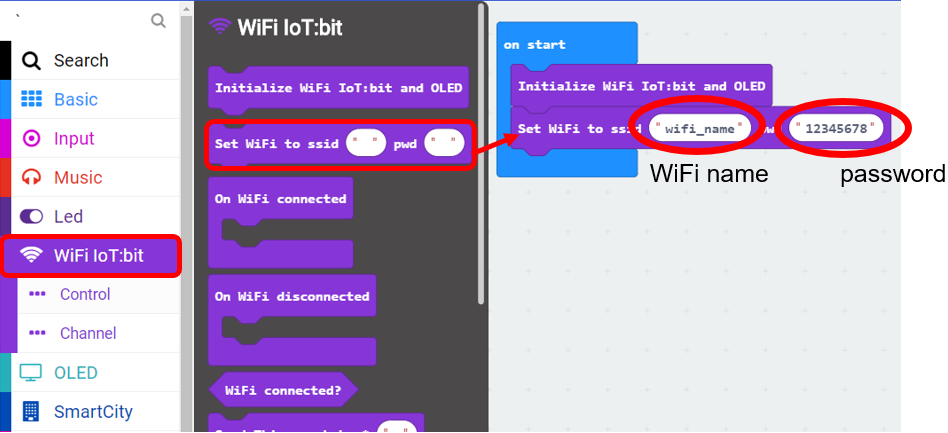 `
Search
Basic
Input
Music
Led
WiFi IoT:bit
Control
Channel
OLED
SmartCity
WiFi IoT:bit
Initialize WiFi IoT:bit and OLED
Set WiFi to ssid " " pwd " "
On WiFi connected
On WiFi disconnected
WiFi connected?
on start
Initialize WiFi IoT:bit and OLED
Set WiFi to ssid "wifi_name" "12345678"
WiFi name password